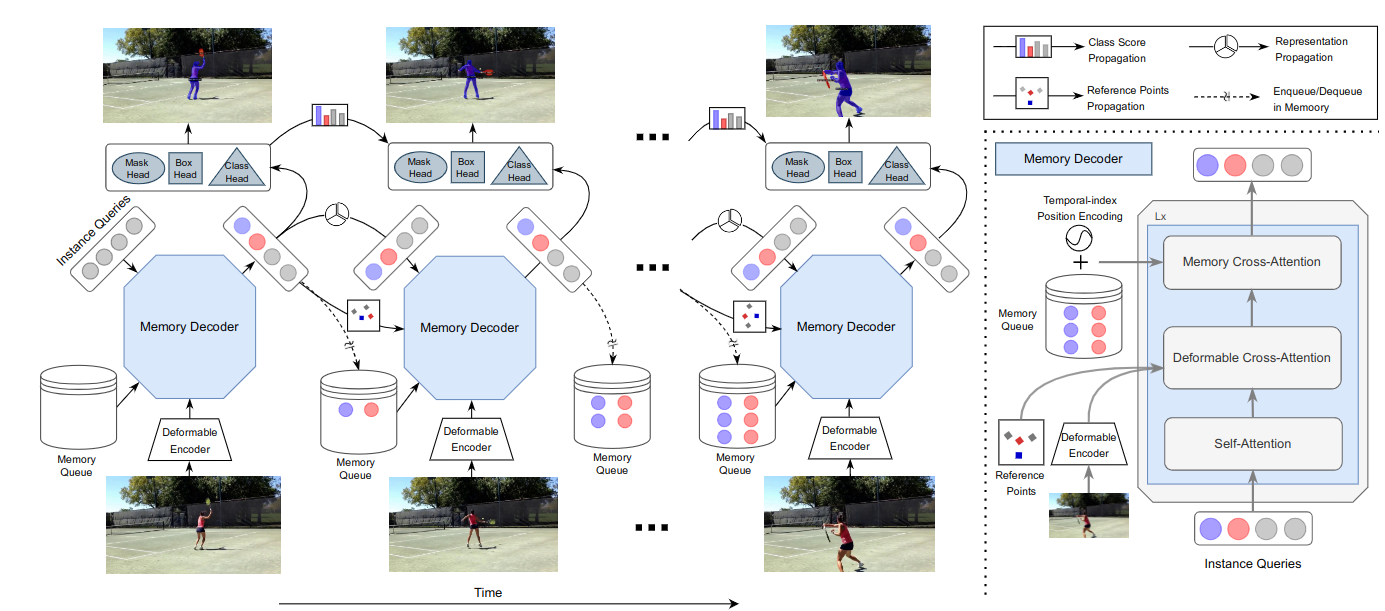 Class Score
Propagation
Representation
Propagation
Reference Points
Propagation
Enqueue/Dequeue
in Memoory
Mask
Head
Box
Head
Class
Head
Mask
Head
Box
Head
Class
Head
Mask
Head
Box
Head
Class
Head
Instance Queries
Memory Decoder
Memory Decoder
Memory Decoder
Memory
Queue
Deformable
Encoder
Memory
Queue
Deformable
Encoder
Memory
Queue
Memory
Queue
Deformable
Encoder
Time
Memory Decoder
Temporal-index
Position Encoding
+
Lx
Memory Cross-Attention
Memory
Queue
Deformable Cross-Attention
Self-Attention
Deformable
Encoder
Reference
Points
Instance Queries